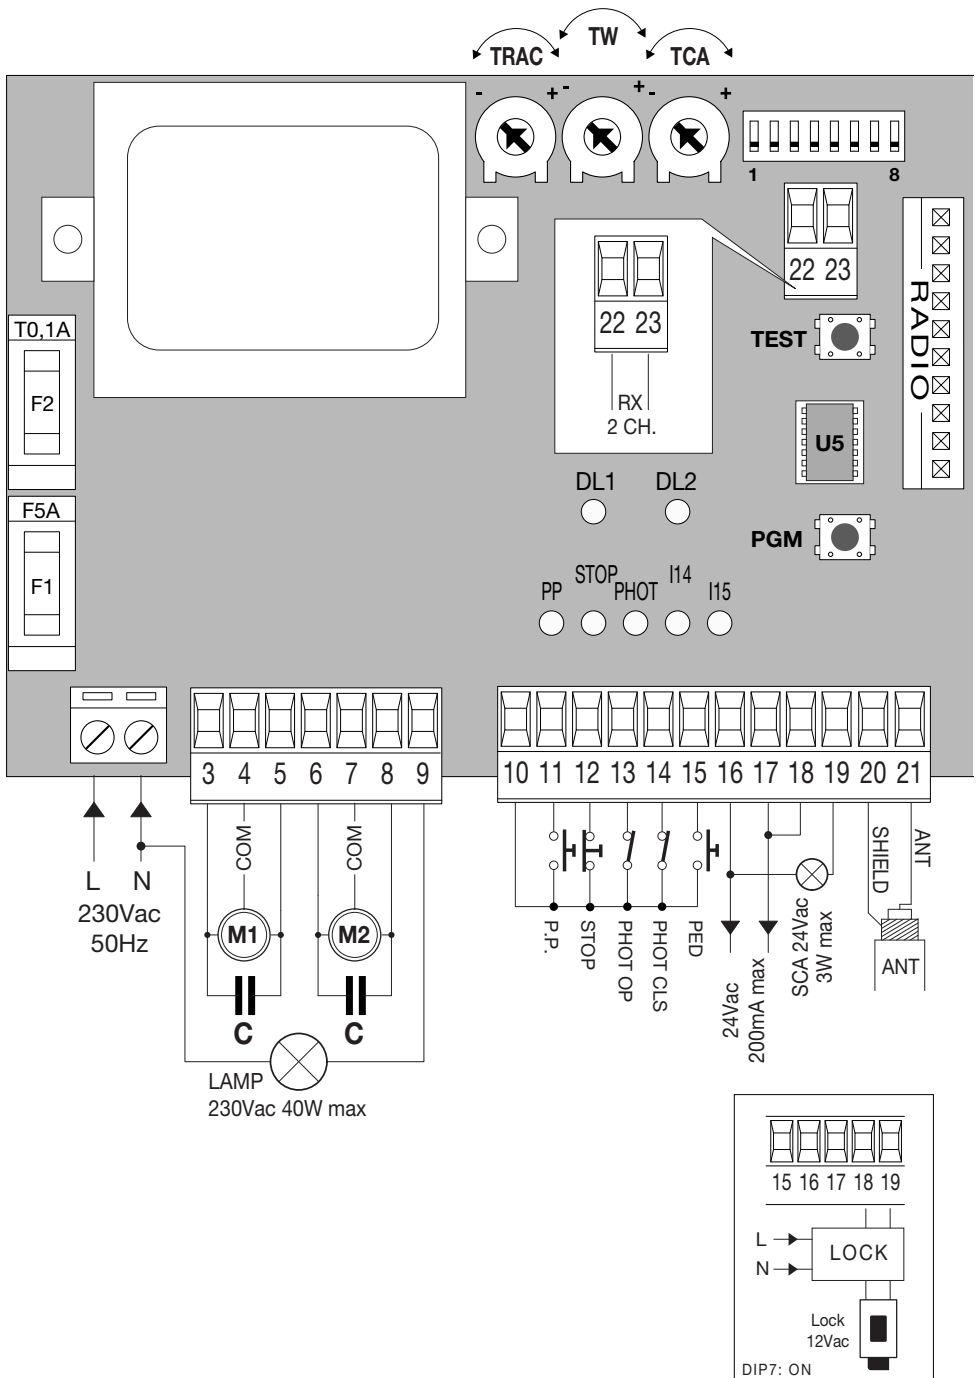 TRAC TW TCA
- + - + - +
1 8
22 23
22 23
RX
2 CH.
RADIO
TEST
T0,1A
F2
U5
DL1 DL2
F5A
F1
PGM
PP STOP PHOT I14 I15
3 4 5 6 7 8 9
10 11 12 13 14 15 16 17 18 19 20 21
L N
230Vac
50Hz
COM COM
M1 M2
C C
LAMP
230Vac 40W max
P.P.
STOP
PHOT OP
PHOT CLS
PED
24Vac
200mA max
SCA 24Vac
3W max
SHIELD
ANT
ANT
15 16 17 18 19
L
N
LOCK
Lock
12Vac
DIP7: ON